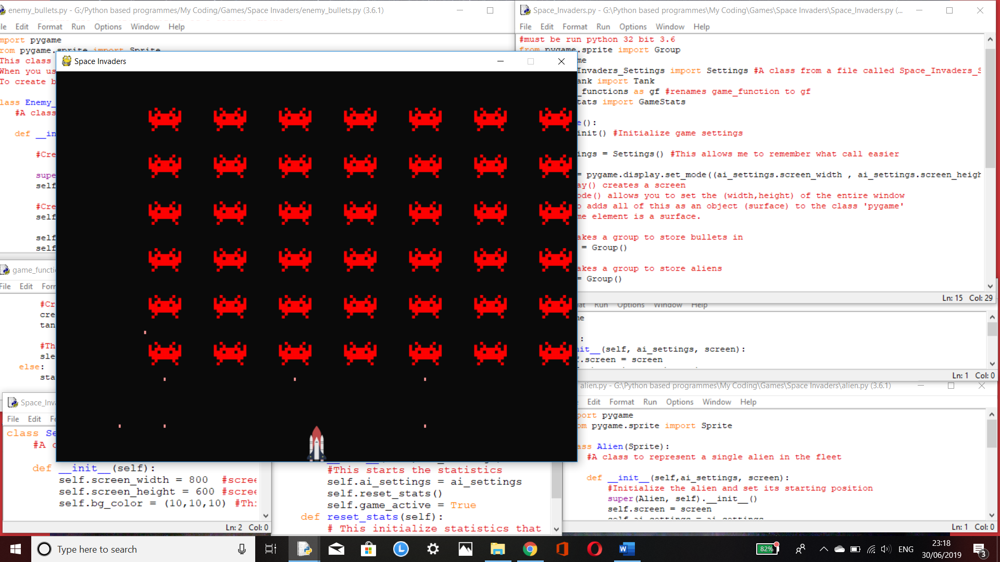 enemy_bullets.py - G:/Python based programmes/My Coding/Games/Space Invaders/enemy_bullets.py (3.6.1)
Edit Format Run Options Window Help
mport pygame
rom pygame.sprite import Sprite
This class
When you us
To create b
lass Enemy_
#A class
def __in
#Cre
supe
self
#Cre
self
self
self
Space_Invaders.py - G:\Python based programmes\My Coding\Games\Space Invaders\Space_Invaders.py (...
File Edit Format Run Options Window Help
#must be run python 32 bit 3.6
from pygame.sprite import Group
me
Invaders_Settings import Settings #A class from a file called Space_Invaders_S
ank import Tank
_functions as gf #renames game_function to gf
tats import GameStats
e():
init() #Initialize game settings
ings = Settings() #This allows me to remember what call easier
= pygame.display.set_mode((ai_settings.screen_width , ai_settings.screen_heigh
ay() creates a screen
ode() allows you to set the (width,height) of the entire window
o adds all of this as an object (surface) to the class 'pygame'
me element is a surface.
akes a group to store bullets in
= Group()
akes a group to store aliens
= Group()
Ln: 15 Col: 29
Space Invaders
game_functi
File Edit Form
#Cr
cre
tan
#Th
sle
else:
sta
Run Options Window Help
me
:
it__(self, ai_settings, screen):
f.screen = screen
Ln: 1 Col: 0
Space_Inva
File Edit Fo
class Se
#A c
def __init__(self):
self.screen_width = 800 #scree
self.screen_height = 600 #scree
self.bg_color = (10,10,10) #Thi
Ln: 2 Col: 0
#This starts the statistics
self.ai_settings = ai_settings
self.reset_stats()
self.game_active = True
def reset_stats(self):
# This initialize statistics that
alien.py - G:\Python based programmes\My Coding\Games\Space Invaders\alien.py (3.6.1)
Edit Format Run Options Window Help
port pygame
om pygame.sprite import Sprite
ass Alien(Sprite):
#A class to represent a single alien in the fleet
def __init__(self,ai_settings, screen):
#Initialize the alien and set its starting position
super(Alien, self).__init__()
self.screen = screen
self.ai_settings = ai_settings
Ln: 1 Col: 0
Type here to search
82%
ENG
23:18
30/06/2019
3